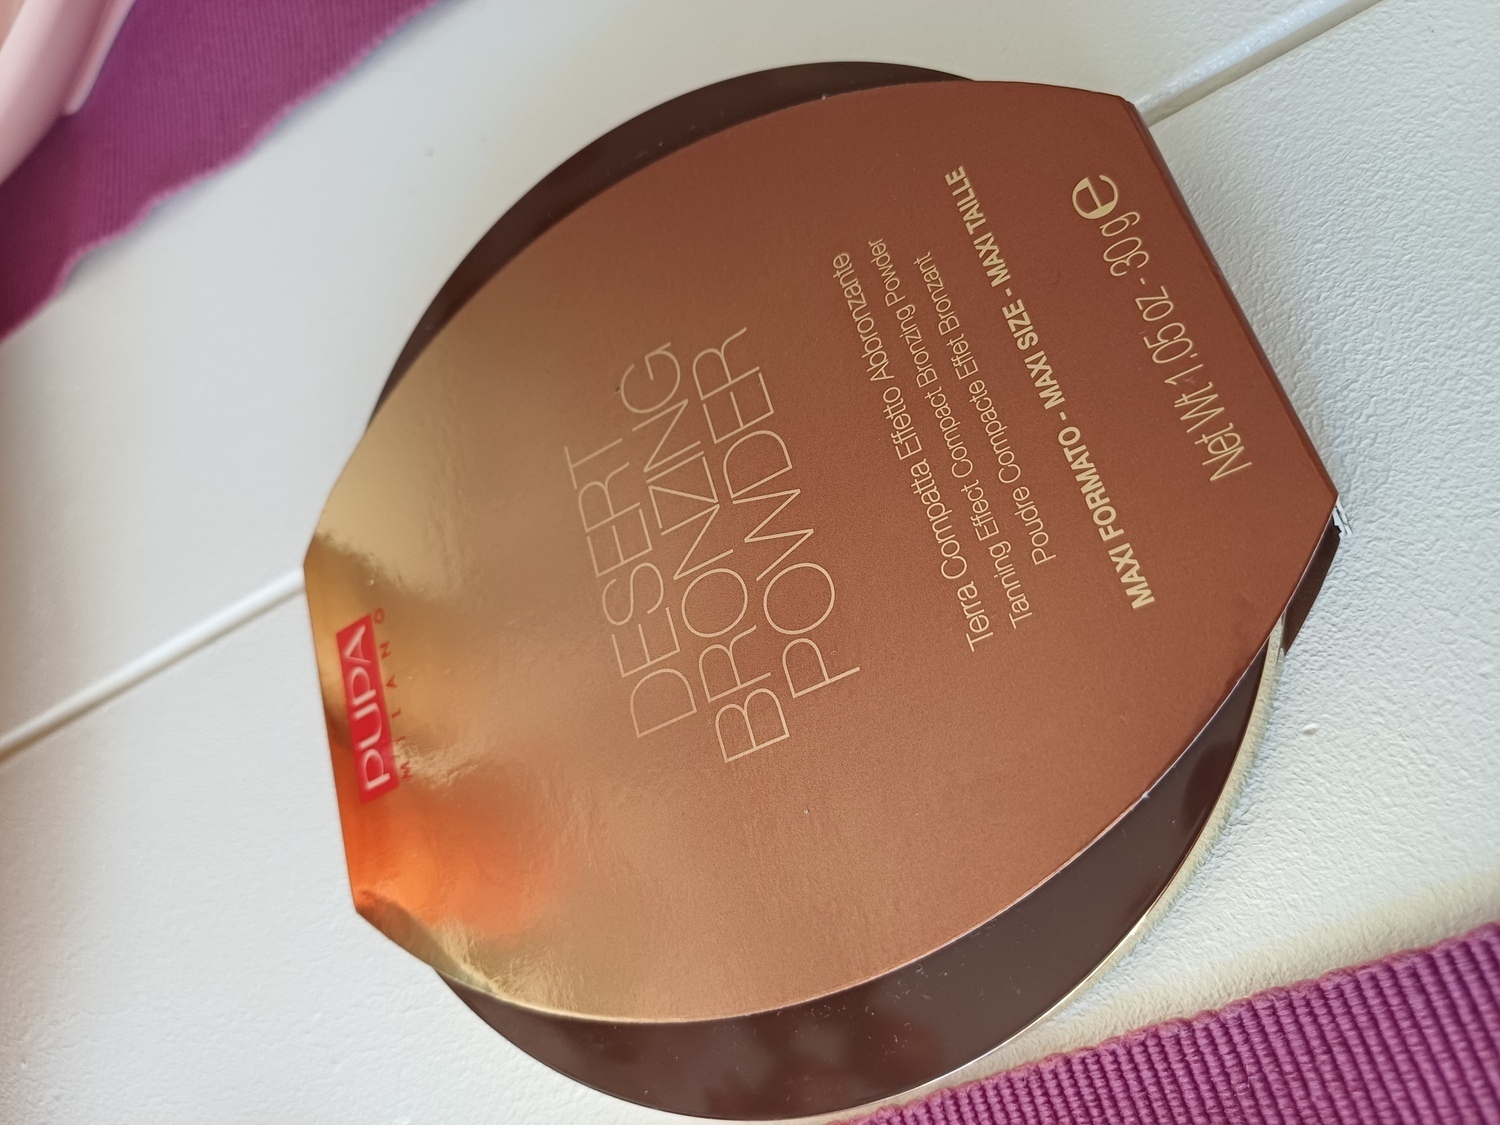 PUPA
MILANO
DESERT
BRONZING
POWDER
Terra Compatta Effetto Abbronzante
Tanning Effect Compact Bronzing Powder
Poudre Compacte Effet Bronzant
MAXI FORMATO - MAXI SIZE - MAXI TAILLE
Net Wt 1,05 oz - 30 g ℮